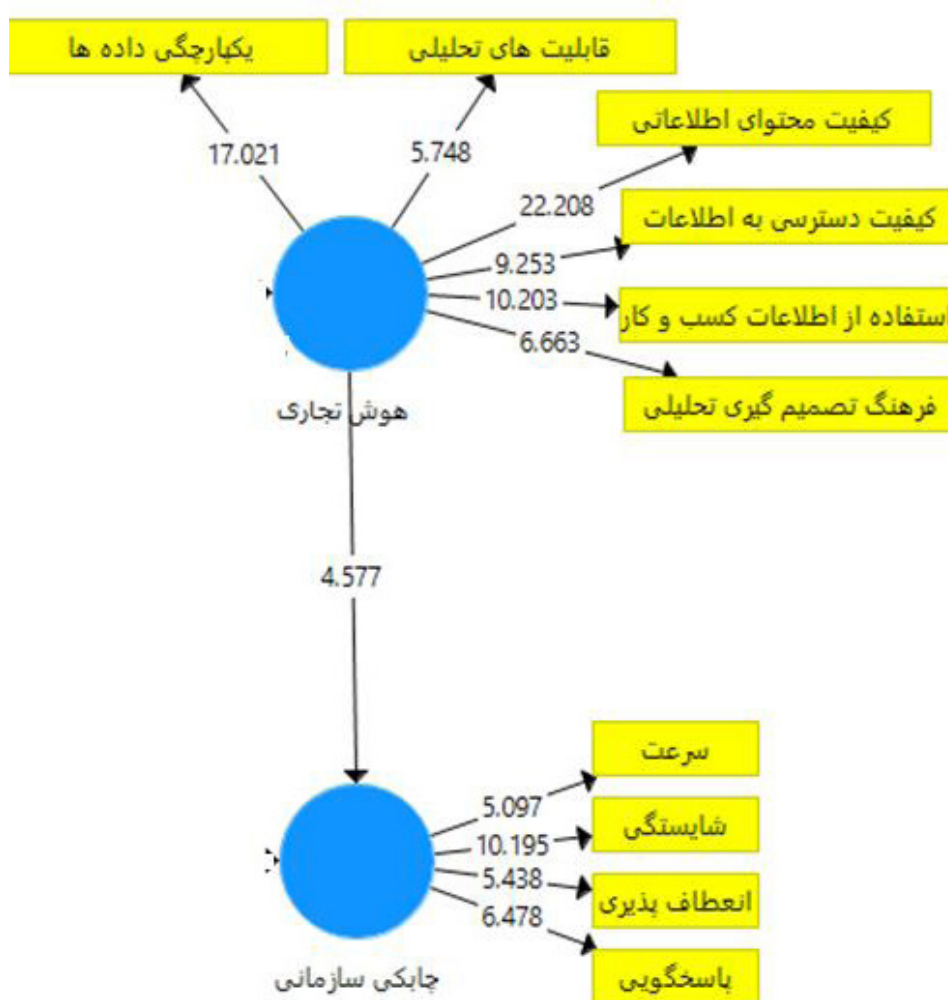 یکپارچگی داده ها
قابلیت های تحلیلی
17.021
5.748
کیفیت محتوای اطلاعاتی
22.208
کیفیت دسترسی به اطلاعات
9.253
استفاده از اطلاعات کسب و کار
10.203
6.663
فرهنگ تصمیم گیری تحلیلی
هوش تجاری
4.577
سرعت
5.097
شایستگی
10.195
انعطاف پذیری
5.438
6.478
پاسخگویی
چابکی سازمانی